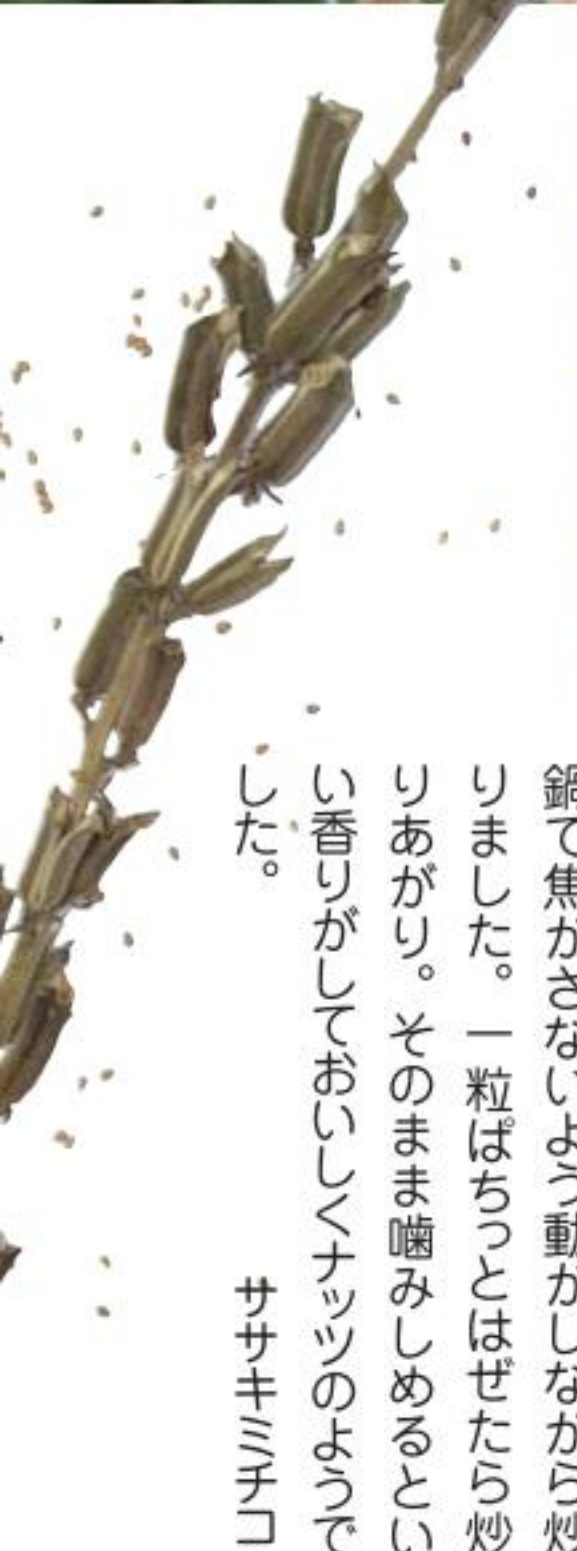 鍋で焦がさないよう動かしながら炒
りました。一粒ぱちっとはぜたら炒
りあがり。そのまま噛みしめるとい
い香りがしておいしくナッツのようで
した。
ササキミチコ